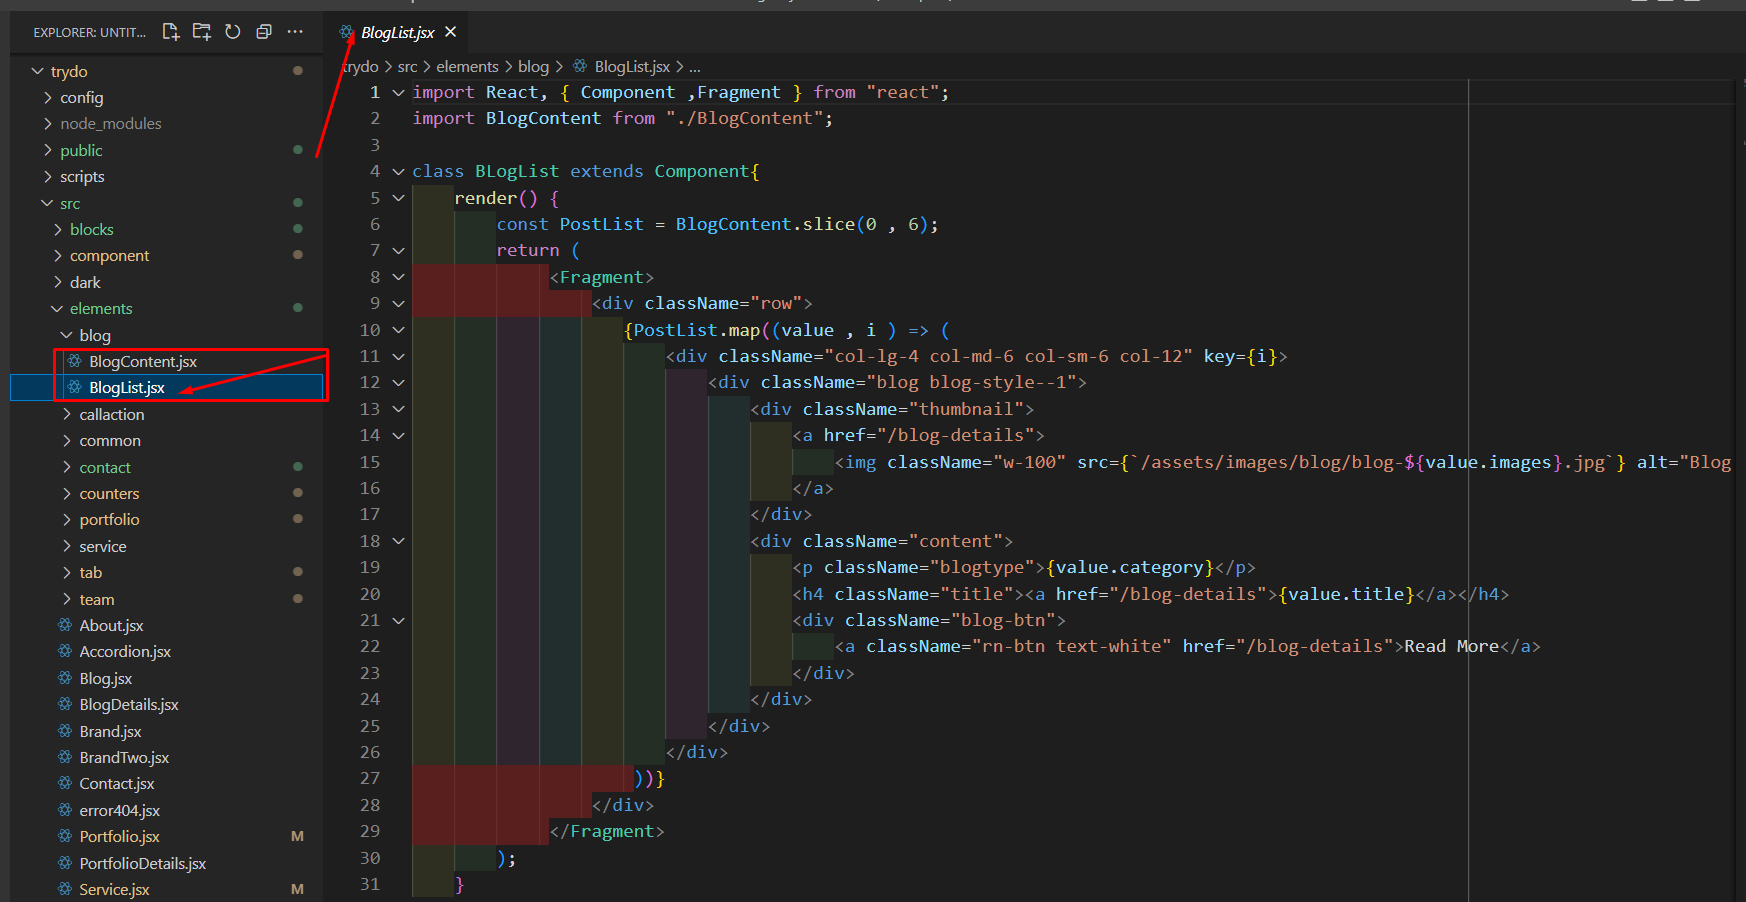 EXPLORER: UNTIT...
trydo
config
node_modules
public
scripts
src
blocks
component
dark
elements
blog
BlogContent.jsx
BlogList.jsx
callaction
common
contact
counters
portfolio
service
tab
team
About.jsx
Accordion.jsx
Blog.jsx
BlogDetails.jsx
Brand.jsx
BrandTwo.jsx
Contact.jsx
error404.jsx
Portfolio.jsx M
PortfolioDetails.jsx
Service.jsx M
BlogList.jsx
trydo > src > elements > blog > BlogList.jsx > ...
1 import React, { Component ,Fragment } from "react";
2 import BlogContent from "./BlogContent";
3
4 class BLogList extends Component{
5 render() {
6 const PostList = BlogContent.slice(0 , 6);
7 return (
8 <Fragment>
9 <div className="row">
10 {PostList.map((value , i ) => (
11 <div className="col-lg-4 col-md-6 col-sm-6 col-12" key={i}>
12 <div className="blog blog-style--1">
13 <div className="thumbnail">
14 <a href="/blog-details">
15 <img className="w-100" src={`/assets/images/blog/blog-${value.images}.jpg`} alt="Blog
16 </a>
17 </div>
18 <div className="content">
19 <p className="blogtype">{value.category}</p>
20 <h4 className="title"><a href="/blog-details">{value.title}</a></h4>
21 <div className="blog-btn">
22 <a className="rn-btn text-white" href="/blog-details">Read More</a>
23 </div>
24 </div>
25 </div>
26 </div>
27 ))}
28 </div>
29 </Fragment>
30 );
31 }